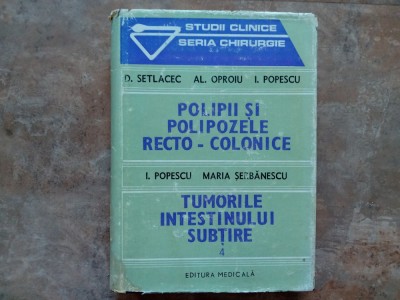 STUDII CLINICE
SERIA CHIRURGIE
D. SETLACEC AL. OPROIU I. POPESCU
POLIPII ȘI
POLIPOZELE
RECTO - COLONICE
I. POPESCU MARIA ȘERBĂNESCU
TUMORILE
INTESTINULUI
SUBȚIRE
4
EDITURA MEDICALĂ